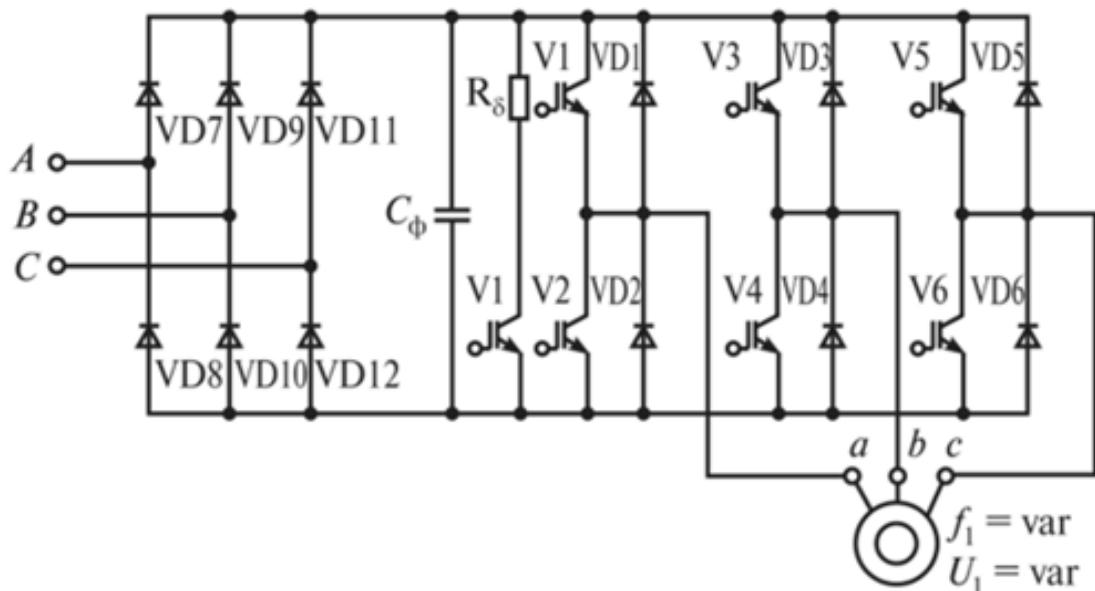 V1 VD1 V3 VD3 V5 VD5
Rδ
VD7 VD9 VD11
A
B
Cф
C
V1 V2 VD2 V4 VD4 V6 VD6
VD8 VD10 VD12
a b c
f1 = var
U1 = var